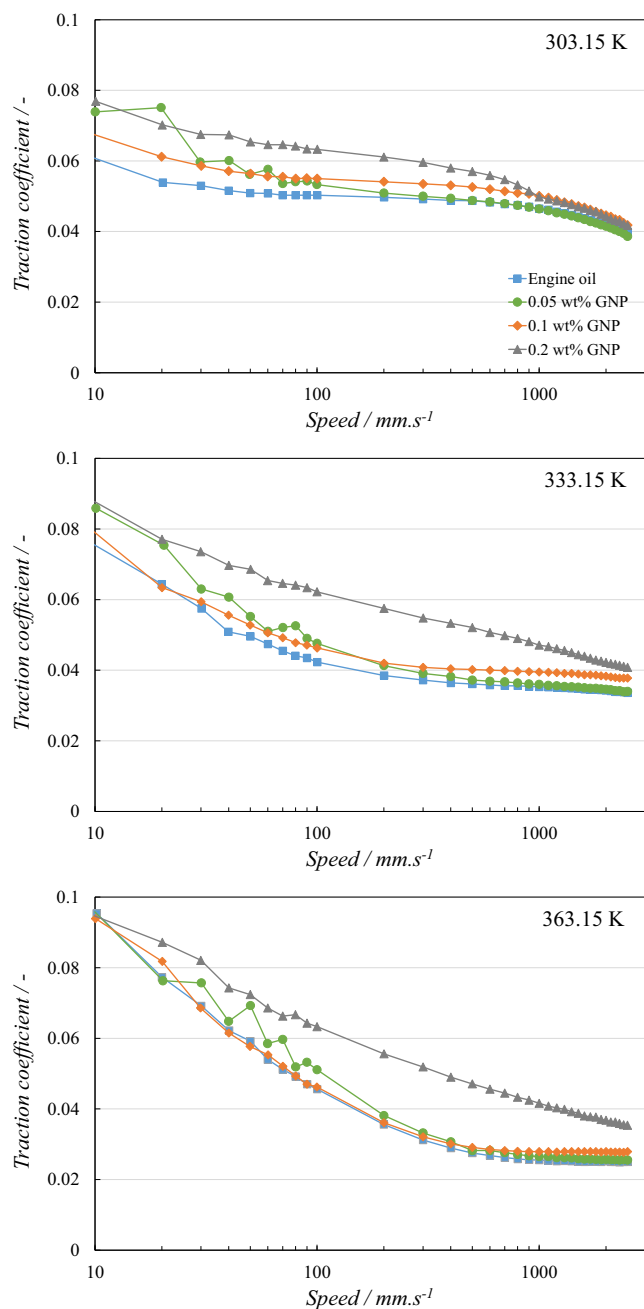 303.15 K
0.1
0.08
0.06
0.04
0.02
0
Traction coefficient / -
Engine oil
0.05 wt% GNP
0.1 wt% GNP
0.2 wt% GNP
10
100
1000
Speed / mm.s-1
333.15 K
0.1
0.08
0.06
0.04
0.02
0
Traction coefficient / -
10
100
1000
Speed / mm.s-1
363.15 K
0.1
0.08
0.06
0.04
0.02
0
Traction coefficient / -
10
100
1000
Speed / mm.s-1